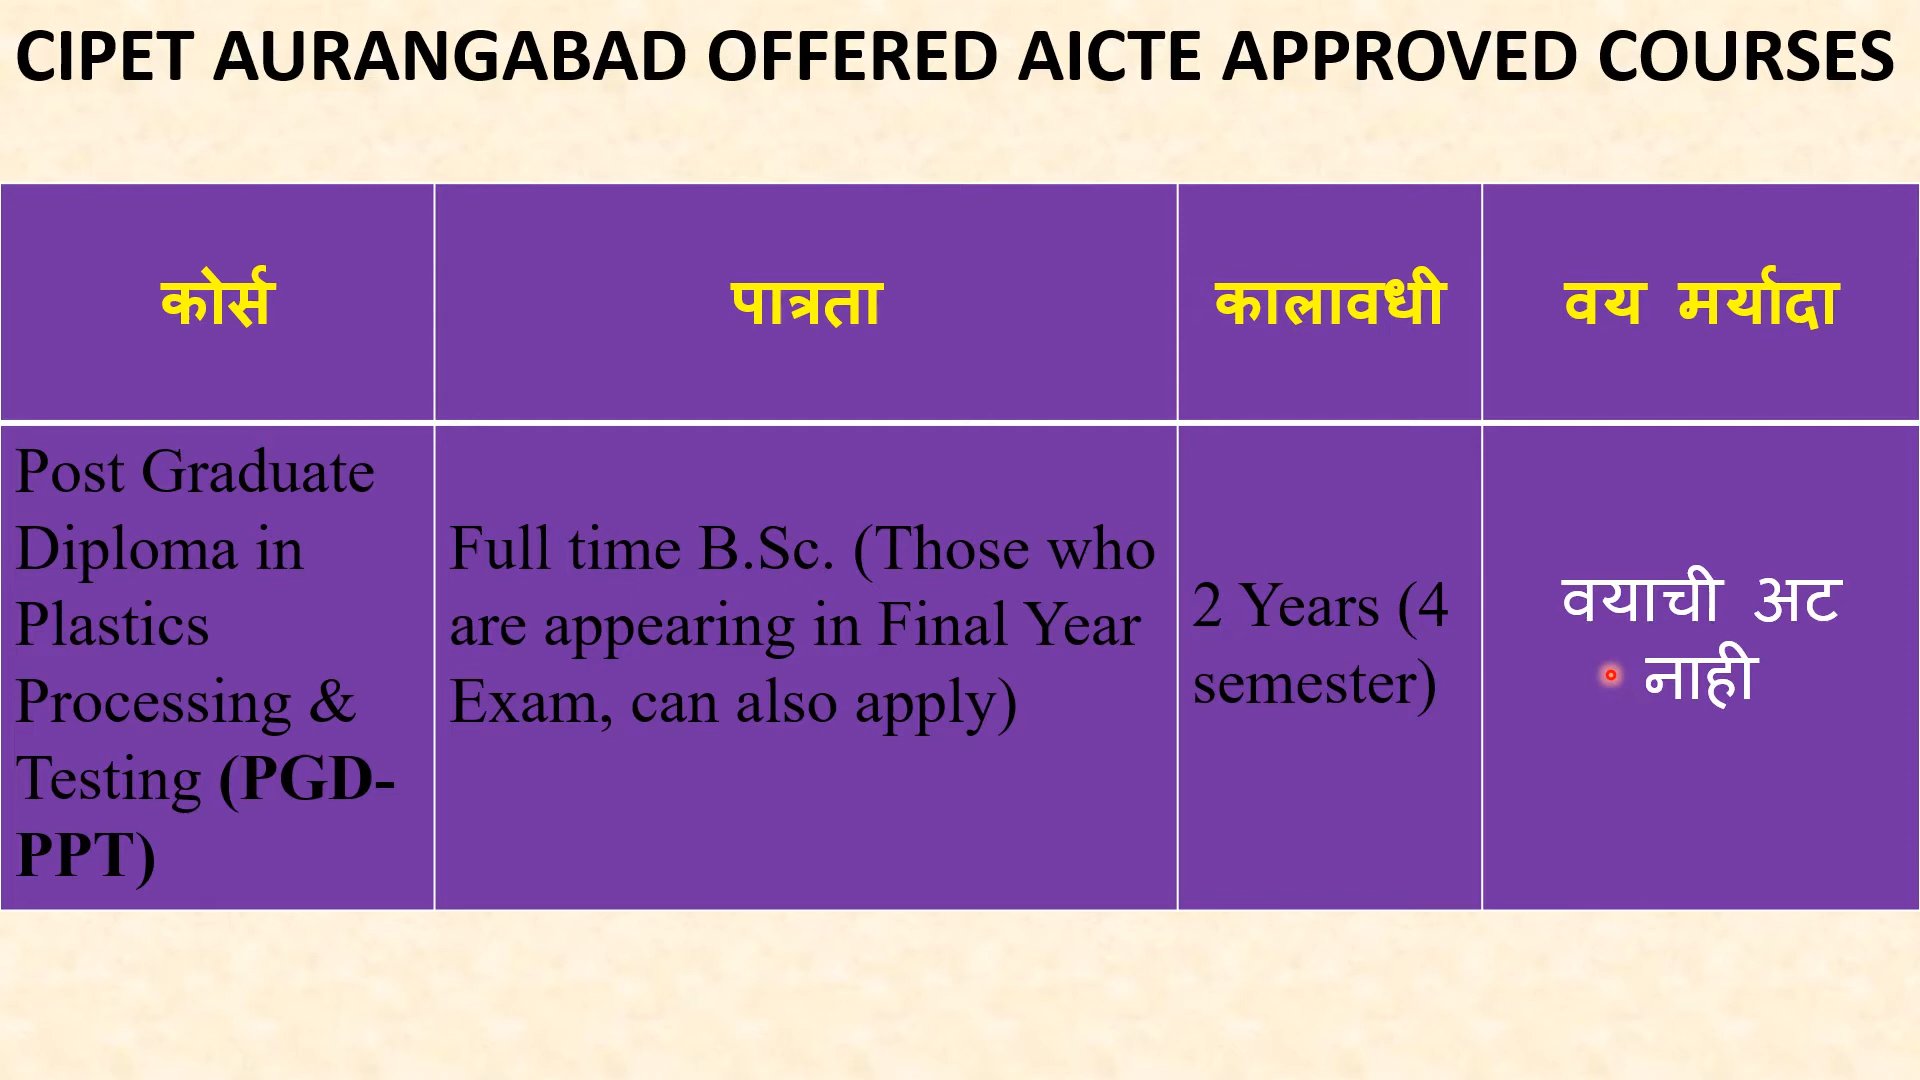 CIPET AURANGABAD OFFERED AICTE APPROVED COURSES
कोर्स
पात्रता
कालावधी
वय मर्यादा
Post Graduate
Diploma in
Plastics
Processing &
Testing (PGD-
PPT)
Full time B.Sc. (Those who
are appearing in Final Year
Exam, can also apply)
2 Years (4
semester)
वयाची अट
नाही